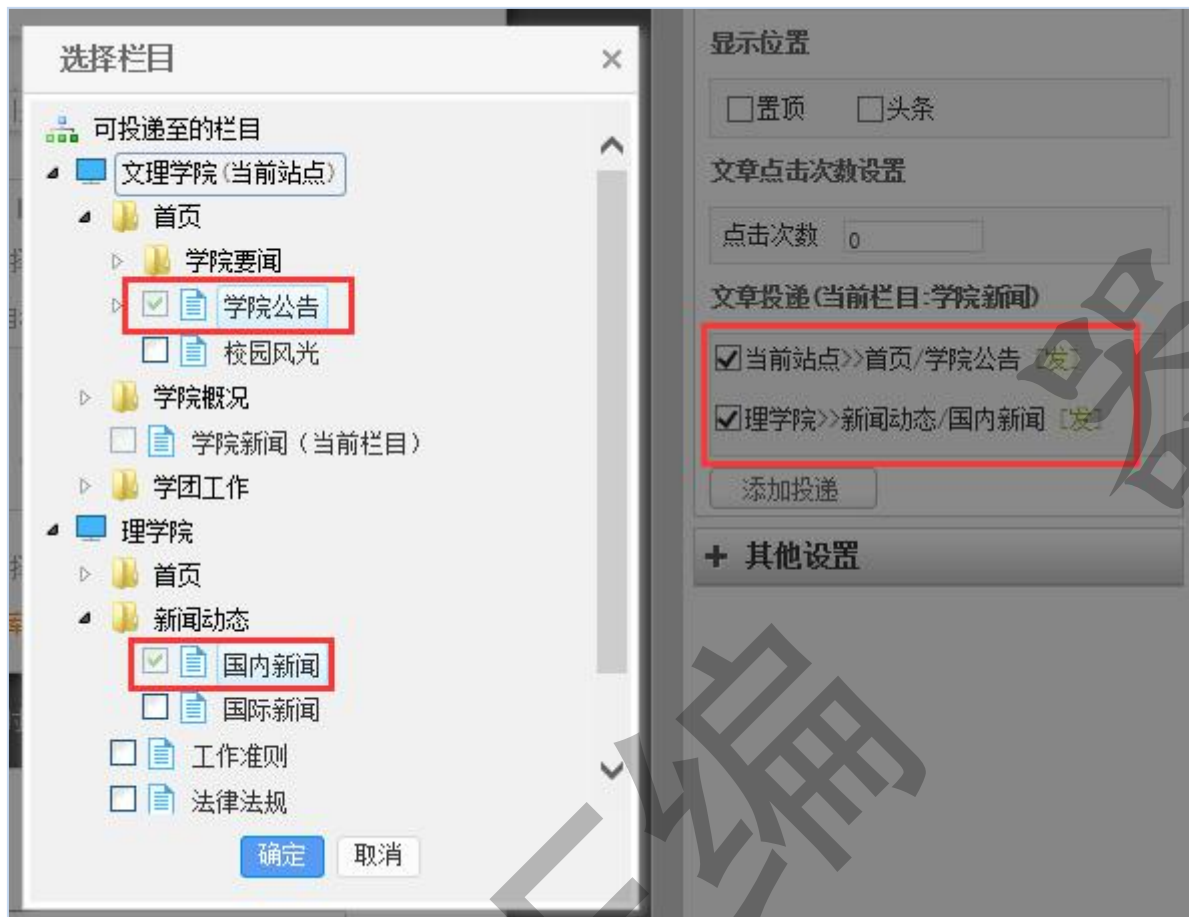 选择栏目
可投递至的栏目
文理学院(当前站点)
首页
学院要闻
学院公告
校园风光
学院概况
学院新闻(当前栏目)
学团工作
理学院
首页
新闻动态
国内新闻
国际新闻
工作准则
法律法规
确定
取消
显示位置
置顶
头条
文章点击次数设置
点击次数 0
文章投递(当前栏目:学院新闻)
当前站点>>首页/学院公告 [发]
理学院>>新闻动态/国内新闻 [发]
添加投递
+ 其他设置
编